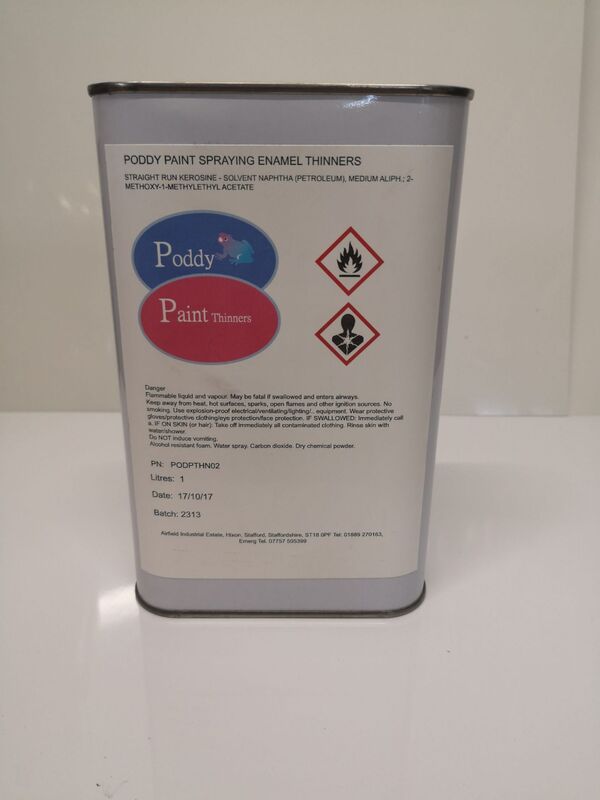 PODDY PAINT SPRAYING ENAMEL THINNERS
STRAIGHT RUN KEROSINE - SOLVENT NAPHTHA (PETROLEUM), MEDIUM ALIPH.; 2-
METHOXY-1-METHYLETHYL ACETATE
Poddy
Paint Thinners
Danger
Flammable liquid and vapour. May be fatal if swallowed and enters airways.
Keep away from heat, hot surfaces, sparks, open flames and other ignition sources. No
smoking. Use explosion-proof electrical/ventilating/lighting/.. equipment. Wear protective
gloves/protective clothing/eye protection/face protection. IF SWALLOWED: Immediately call
a. IF ON SKIN (or hair): Take off immediately all contaminated clothing. Rinse skin with
water/shower.
Do NOT induce vomiting.
Alcohol resistant foam. Water spray. Carbon dioxide. Dry chemical powder.
PN: PODPTHN02
Litres: 1
Date: 17/10/17
Batch: 2313
Airfield Industrial Estate, Hixon, Stafford, Staffordshire, ST18 0PF Tel: 01889 270163,
Emerg Tel. 07757 595399